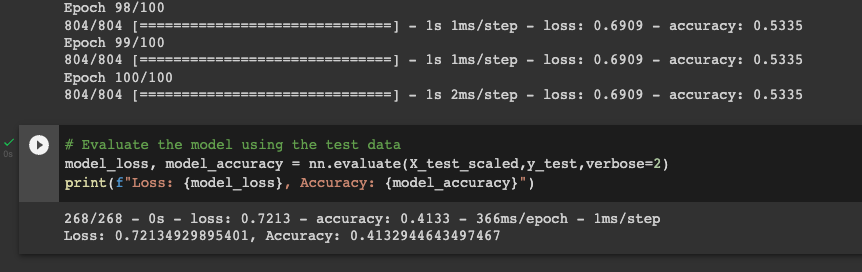 Epoch 98/100
804/804 [==============================] - 1s 1ms/step - loss: 0.6909 - accuracy: 0.5335
Epoch 99/100
804/804 [==============================] - 1s 1ms/step - loss: 0.6909 - accuracy: 0.5335
Epoch 100/100
804/804 [==============================] - 1s 2ms/step - loss: 0.6909 - accuracy: 0.5335
0s
# Evaluate the model using the test data
model_loss, model_accuracy = nn.evaluate(X_test_scaled,y_test,verbose=2)
print(f"Loss: {model_loss}, Accuracy: {model_accuracy}")
268/268 - 0s - loss: 0.7213 - accuracy: 0.4133 - 366ms/epoch - 1ms/step
Loss: 0.72134929895401, Accuracy: 0.4132944643497467